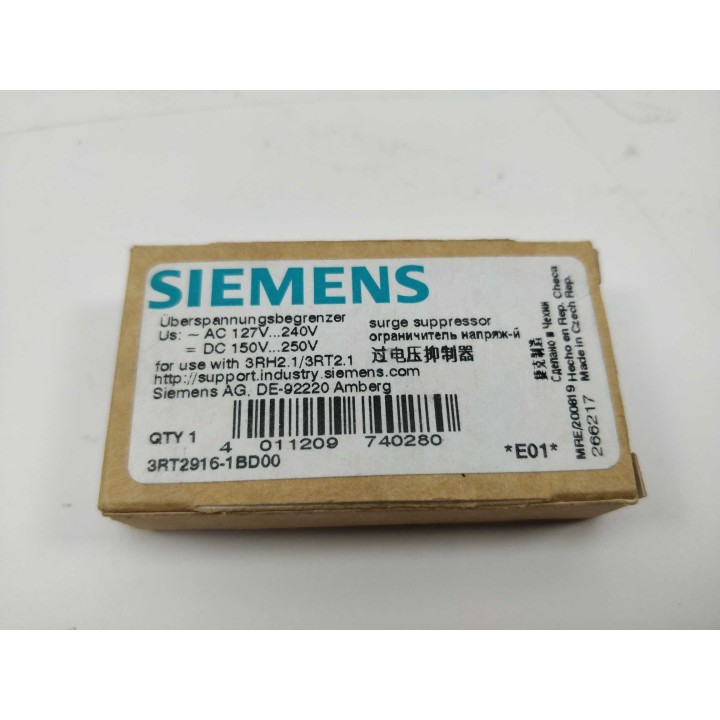 SIEMENS
Überspannungsbegrenzer
Us: ~ AC 127V...240V
= DC 150V...250V
for use with 3RH2.1/3RT2.1
http://support.industry.siemens.com
Siemens AG, DE-92220 Amberg
surge suppressor
ограничитель напряж-й
过电压抑制器
QTY 1
4 011209 740280
3RT2916-1BD00
*E01*
捷克制造
Сделано в Чехии
MRE/200619 Hecho en Rep. Checa
Made in Czech Rep.
266217